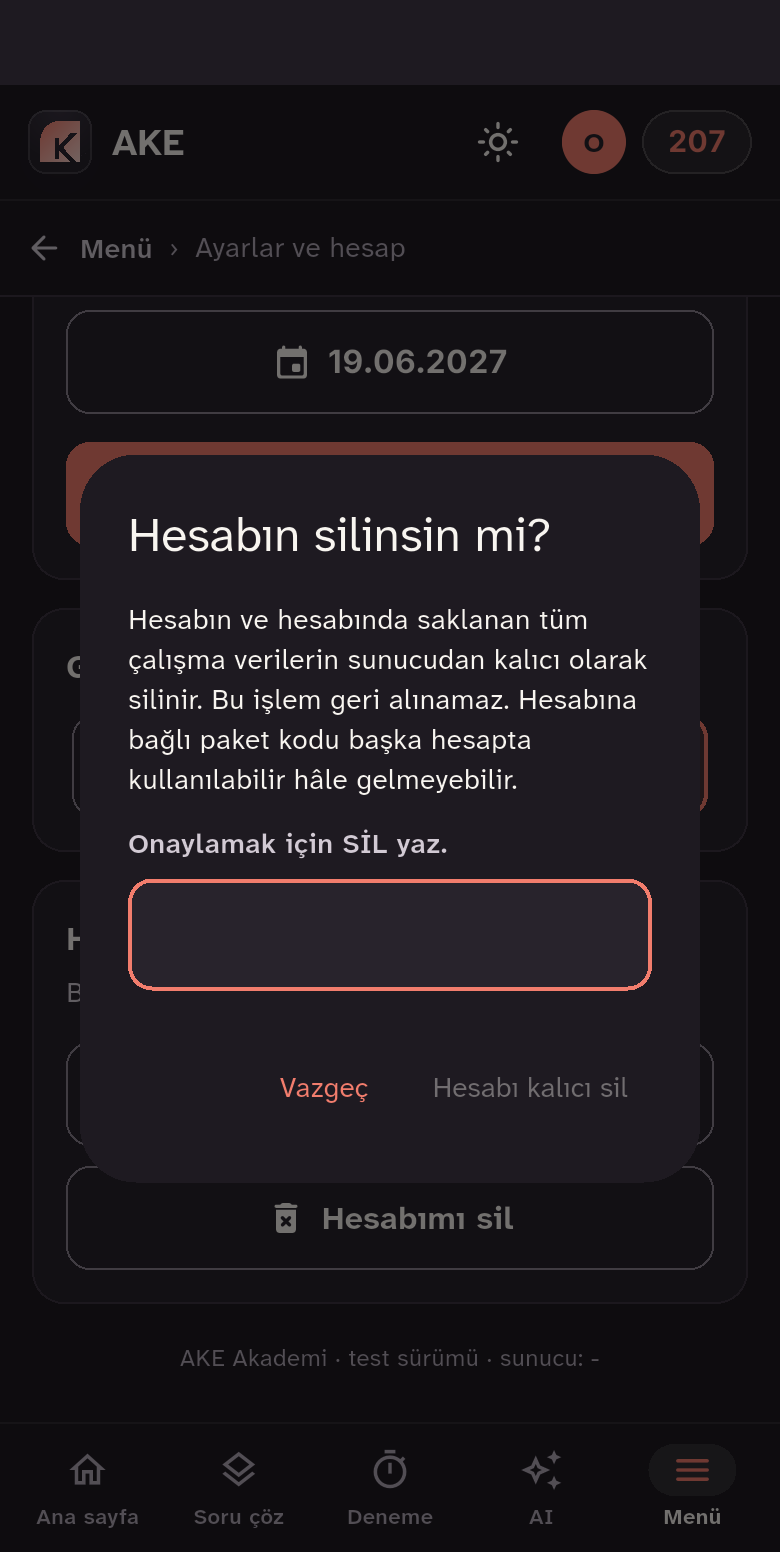 AKE
O
207
Menü › Ayarlar ve hesap
19.06.2027
Hesabın silinsin mi?
Hesabın ve hesabında saklanan tüm
çalışma verilerin sunucudan kalıcı olarak
silinir. Bu işlem geri alınamaz. Hesabına
bağlı paket kodu başka hesapta
kullanılabilir hâle gelmeyebilir.
Onaylamak için SİL yaz.
Vazgeç
Hesabı kalıcı sil
Hesabımı sil
AKE Akademi · test sürümü · sunucu: -
Ana sayfa
Soru çöz
Deneme
AI
Menü